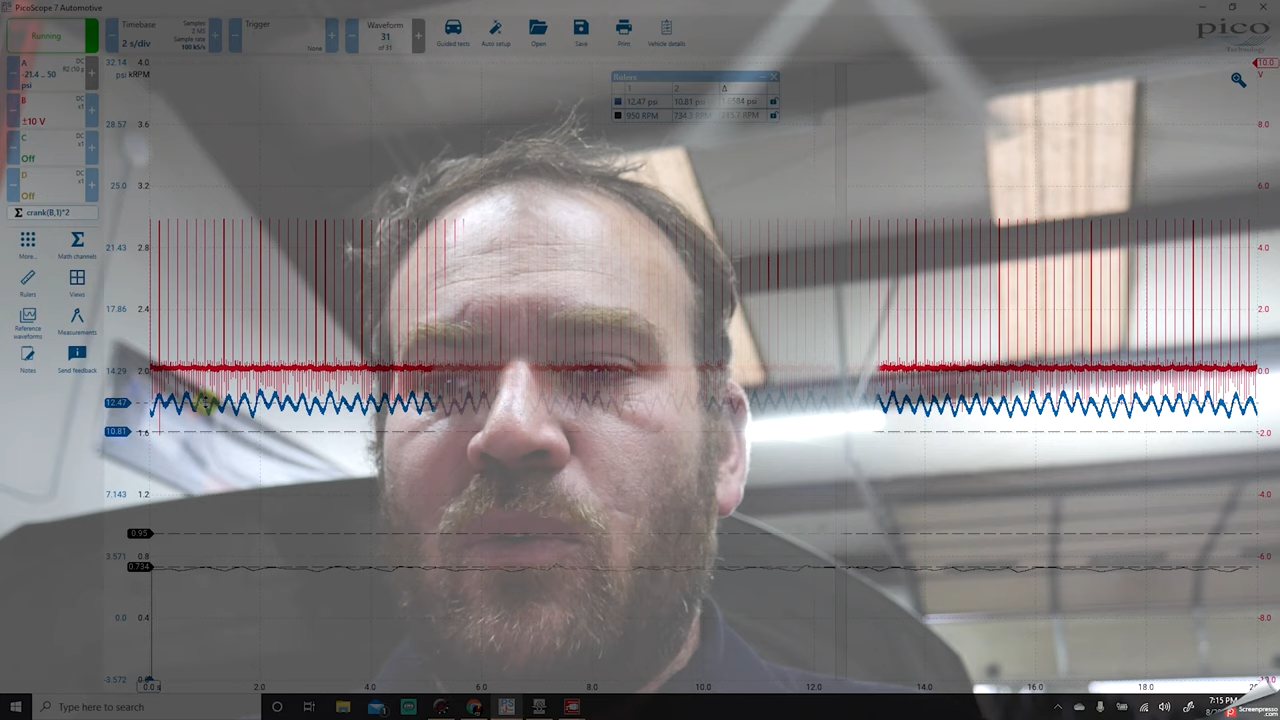 PicoScope 7 Automotive
Running
Timebase
2 s/div
Samples
2 MS
Sample rate
100 kS/s
Trigger
None
Waveform
31
of 31
Guided tests
Auto setup
Open
Save
Print
Vehicle details
pico
Technology
A
-21.4 .. 50
psi
DC
B
±10 V
DC
x1
C
Off
DC
x1
D
Off
DC
x1
Σ crank(B,1)*2
More...
Math channels
Rulers
Views
Reference
waveforms
Measurements
Notes
Send feedback
32.14
psi
4.0
kRPM
28.57
3.6
25.0
3.2
21.43
2.8
17.86
2.4
14.29
2.0
12.47
10.81
1.6
7.143
1.2
0.95
3.571
0.8
0.734
0.0
0.4
-3.572
Rulers
1
2
Δ
12.47 psi
10.81 psi
950 RPM
10.0
V
8.0
6.0
4.0
2.0
0.0
-2.0
-4.0
-6.0
-8.0
0.0 s
2.0
4.0
6.0
8.0
10.0
12.0
14.0
16.0
18.0
Type here to search
7:15 PM
Screenpresso
.com